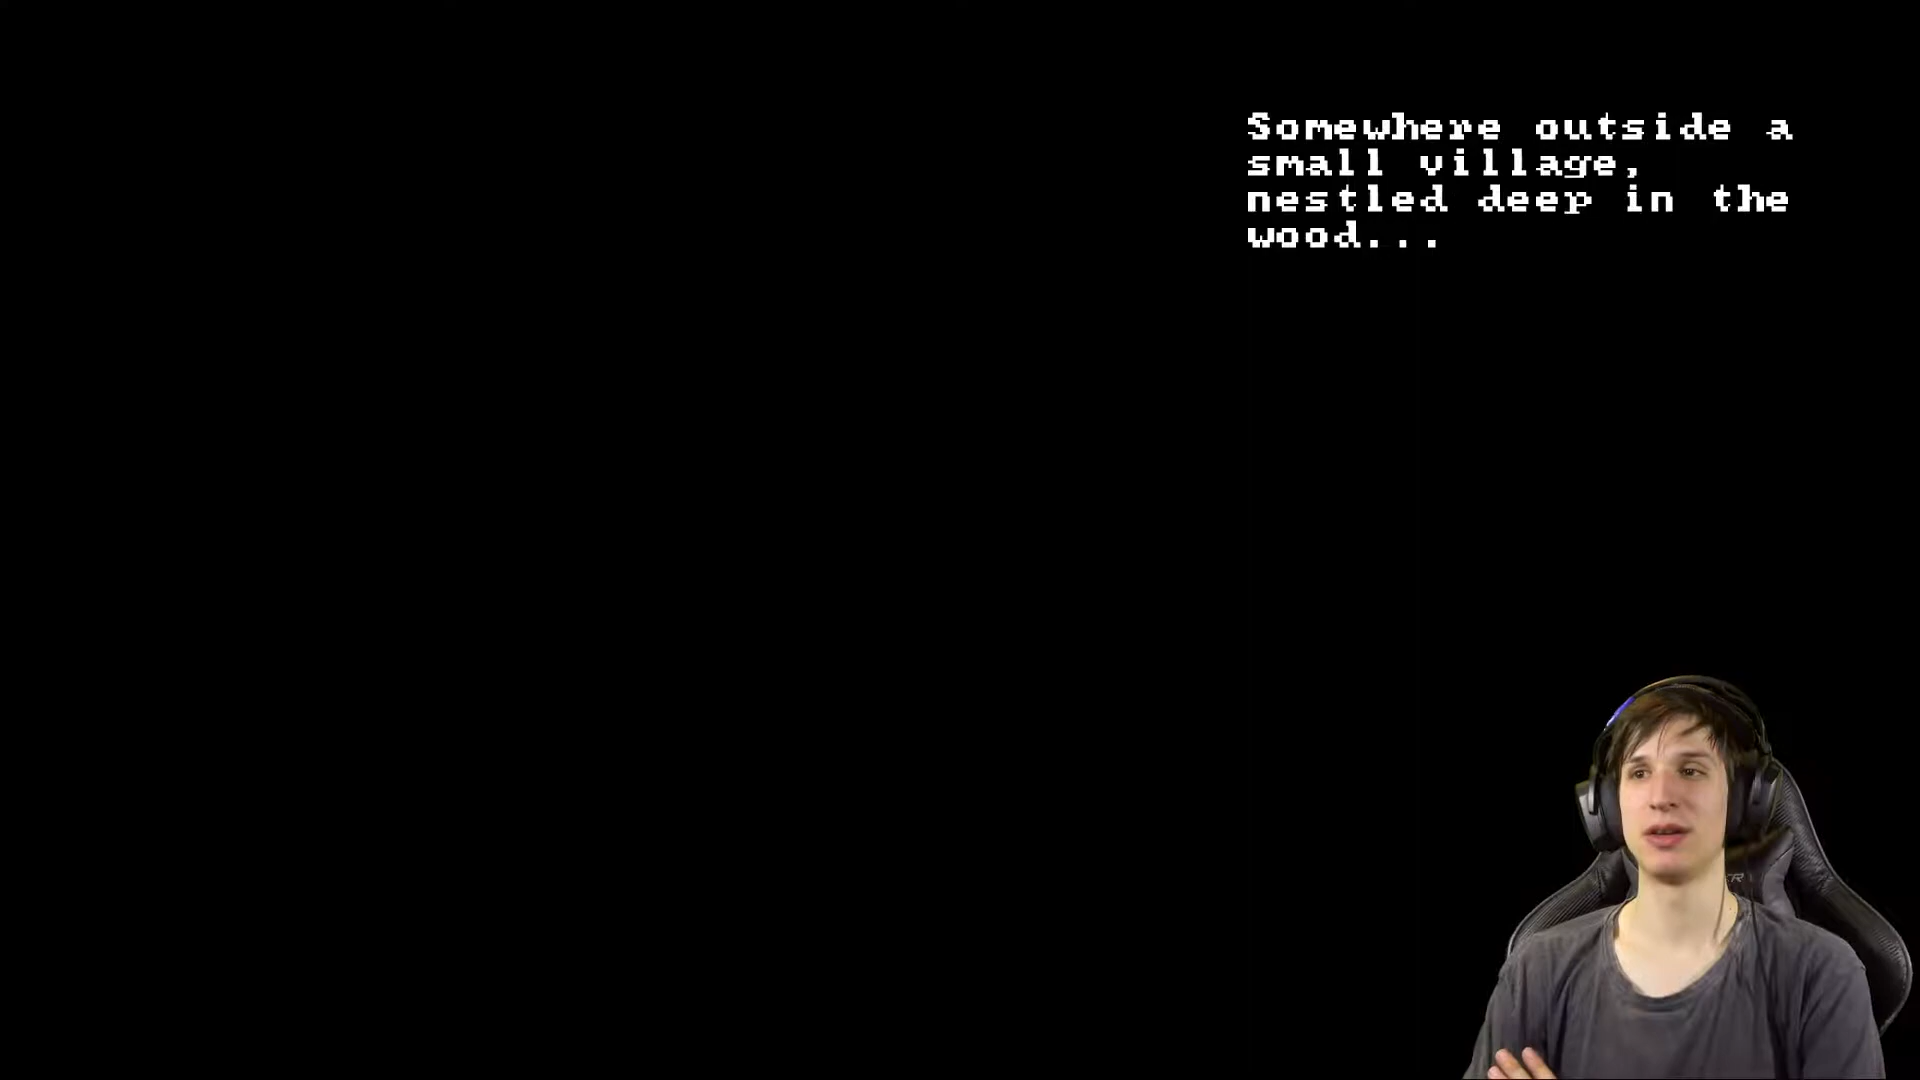 Somewhere outside a
small village,
nestled deep in the
wood...